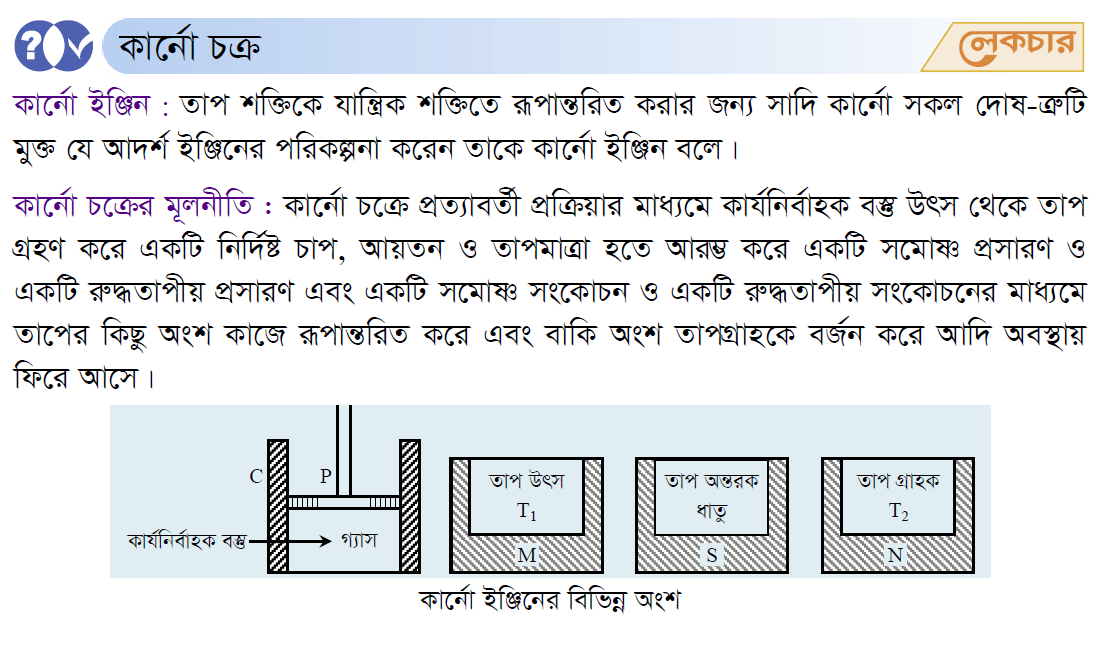 কার্নো চক্র
লেকচার
কার্নো ইঞ্জিন : তাপ শক্তিকে যান্ত্রিক শক্তিতে রূপান্তরিত করার জন্য সাদি কার্নো সকল দোষ-ত্রুটি
মুক্ত যে আদর্শ ইঞ্জিনের পরিকল্পনা করেন তাকে কার্নো ইঞ্জিন বলে।
কার্নো চক্রের মূলনীতি : কার্নো চক্রে প্রত্যাবর্তী প্রক্রিয়ার মাধ্যমে কার্যনির্বাহক বস্তু উৎস থেকে তাপ
গ্রহণ করে একটি নির্দিষ্ট চাপ, আয়তন ও তাপমাত্রা হতে আরম্ভ করে একটি সমোষ্ণ প্রসারণ ও
একটি রুদ্ধতাপীয় প্রসারণ এবং একটি সমোষ্ণ সংকোচন ও একটি রুদ্ধতাপীয় সংকোচনের মাধ্যমে
তাপের কিছু অংশ কাজে রূপান্তরিত করে এবং বাকি অংশ তাপগ্রাহকে বর্জন করে আদি অবস্থায়
ফিরে আসে।
C
P
কার্যনির্বাহক বস্তু
গ্যাস
তাপ উৎস
T₁
M
তাপ অন্তরক
ধাতু
S
তাপ গ্রাহক
T₂
N
কার্নো ইঞ্জিনের বিভিন্ন অংশ